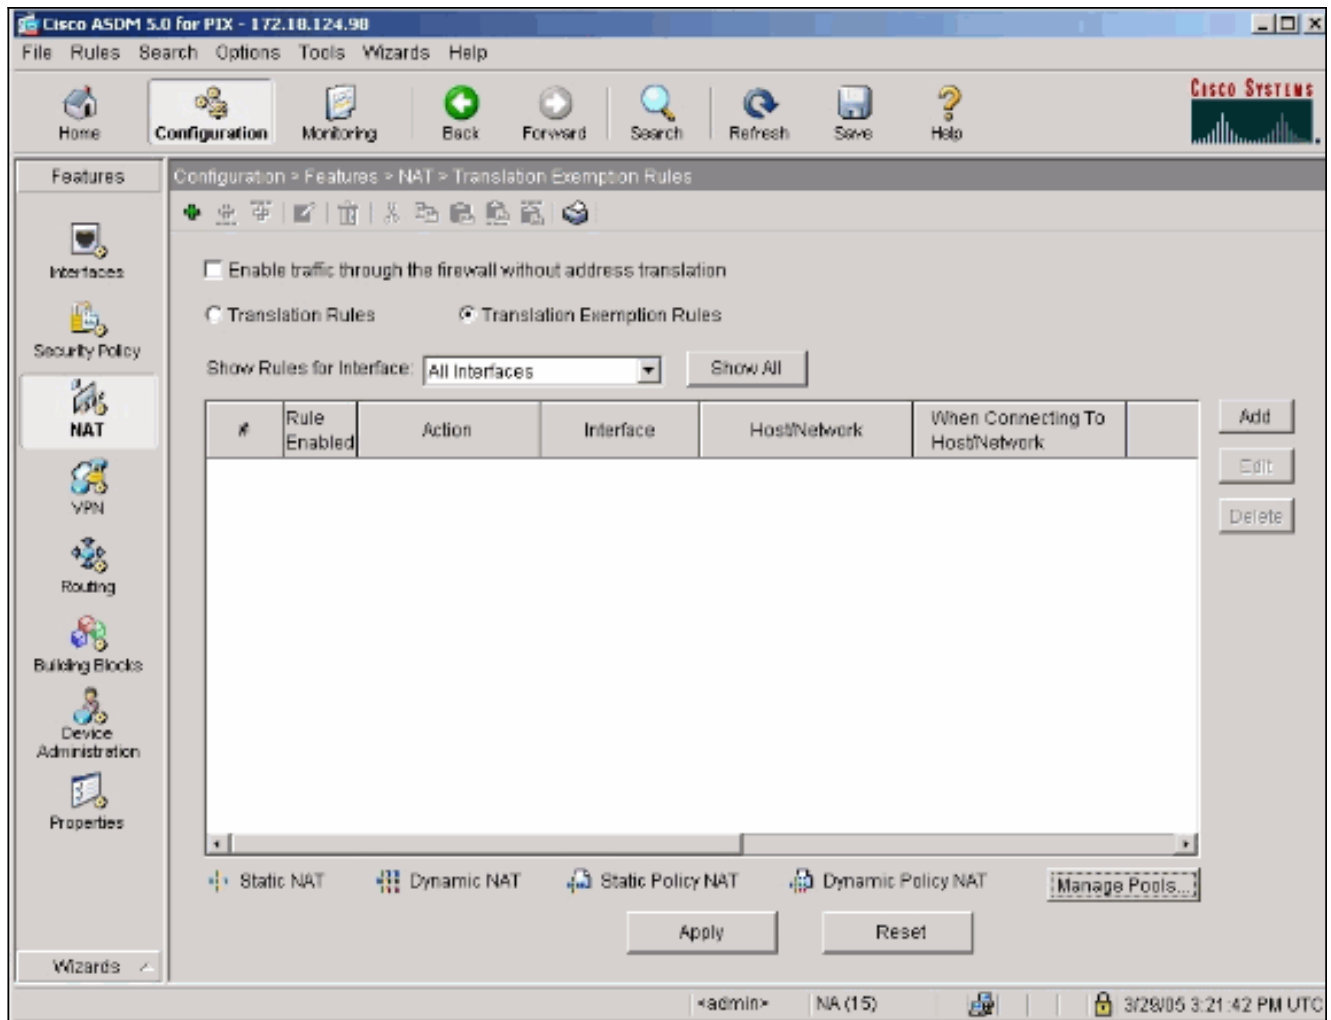 Cisco ASDM 5.0 for PIX - 172.18.124.98
File Rules Search Options Tools Wizards Help
Home Configuration Monitoring Back Forward Search Refresh Save Help
CISCO SYSTEMS
Features
Configuration > Features > NAT > Translation Exemption Rules
Interfaces
Security Policy
NAT
VPN
Routing
Building Blocks
Device
Administration
Properties
Wizards
Enable traffic through the firewall without address translation
Translation Rules Translation Exemption Rules
Show Rules for Interface: All Interfaces Show All
# Rule Enabled Action Interface Host/Network When Connecting To Host/Network
Add
Edit
Delete
Static NAT Dynamic NAT Static Policy NAT Dynamic Policy NAT Manage Pools...
Apply Reset
<admin> NA (15) 3/29/05 3:21:42 PM UTC